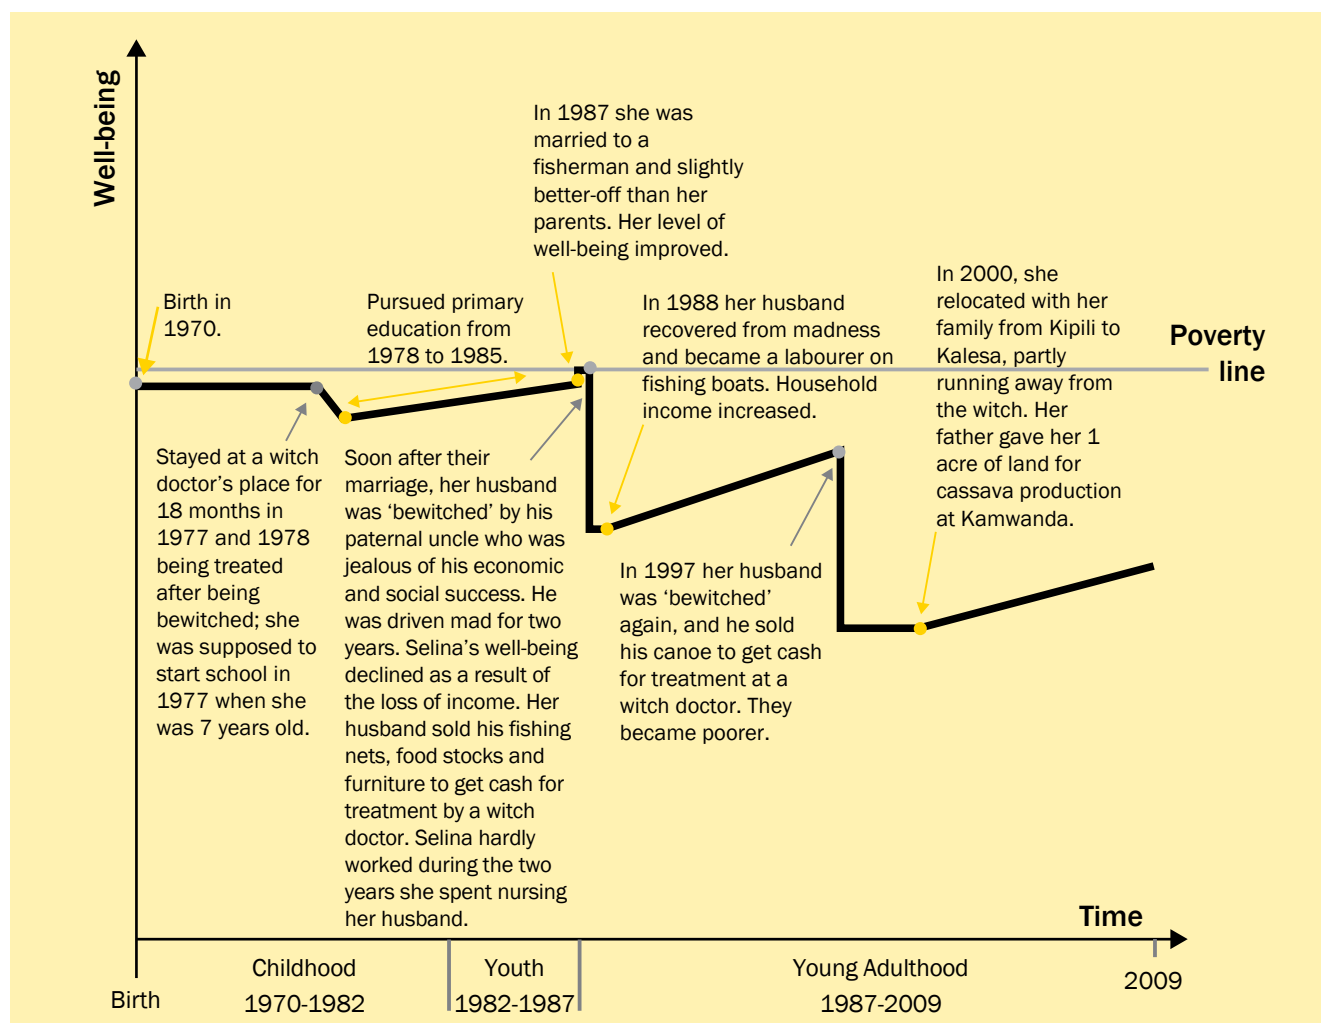 Well-being
In 1987 she was
married to a
fisherman and slightly
better-off than her
parents. Her level of
well-being improved.
Birth in
1970.
Pursued primary
education from
1978 to 1985.
In 1988 her husband
recovered from madness
and became a labourer on
fishing boats. Household
income increased.
In 2000, she
relocated with her
family from Kipili to
Kalesa, partly
running away from
the witch. Her
father gave her 1
acre of land for
cassava production
at Kamwanda.
Poverty
line
Stayed at a witch
doctor’s place for
18 months in
1977 and 1978
being treated
after being
bewitched; she
was supposed to
start school in
1977 when she
was 7 years old.
Soon after their
marriage, her husband
was ‘bewitched’ by his
paternal uncle who was
jealous of his economic
and social success. He
was driven mad for two
years. Selina’s well-being
declined as a result of
the loss of income. Her
husband sold his fishing
nets, food stocks and
furniture to get cash for
treatment by a witch
doctor. Selina hardly
worked during the two
years she spent nursing
her husband.
In 1997 her husband
was ‘bewitched’
again, and he sold
his canoe to get cash
for treatment at a
witch doctor. They
became poorer.
Time
Birth
Childhood
1970-1982
Youth
1982-1987
Young Adulthood
1987-2009
2009